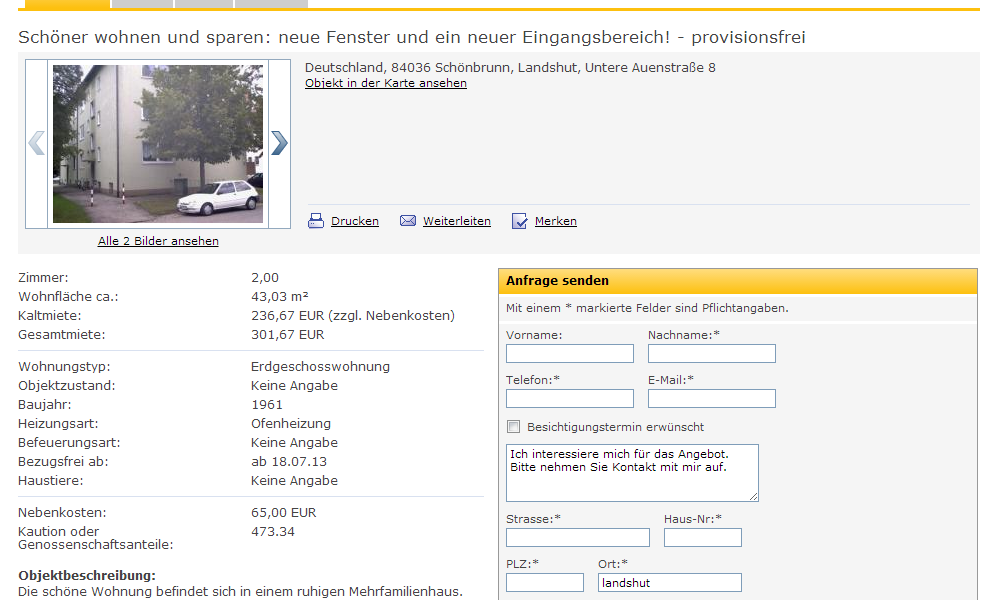 Schöner wohnen und sparen: neue Fenster und ein neuer Eingangsbereich! - provisionsfrei
Deutschland, 84036 Schönbrunn, Landshut, Untere Auenstraße 8
Objekt in der Karte ansehen
Drucken Weiterleiten Merken
Alle 2 Bilder ansehen
Zimmer: 2,00
Wohnfläche ca.: 43,03 m²
Kaltmiete: 236,67 EUR (zzgl. Nebenkosten)
Gesamtmiete: 301,67 EUR
Wohnungstyp: Erdgeschosswohnung
Objektzustand: Keine Angabe
Baujahr: 1961
Heizungsart: Ofenheizung
Befeuerungsart: Keine Angabe
Bezugsfrei ab: ab 18.07.13
Haustiere: Keine Angabe
Nebenkosten: 65,00 EUR
Kaution oder 473.34
Genossenschaftsanteile:
Objektbeschreibung:
Die schöne Wohnung befindet sich in einem ruhigen Mehrfamilienhaus.
Anfrage senden
Mit einem * markierte Felder sind Pflichtangaben.
Vorname: Nachname:*
Telefon:* E-Mail:*
Besichtigungstermin erwünscht
Ich interessiere mich für das Angebot.
Bitte nehmen Sie Kontakt mit mir auf.
Strasse:* Haus-Nr:*
PLZ:* Ort:*
landshut